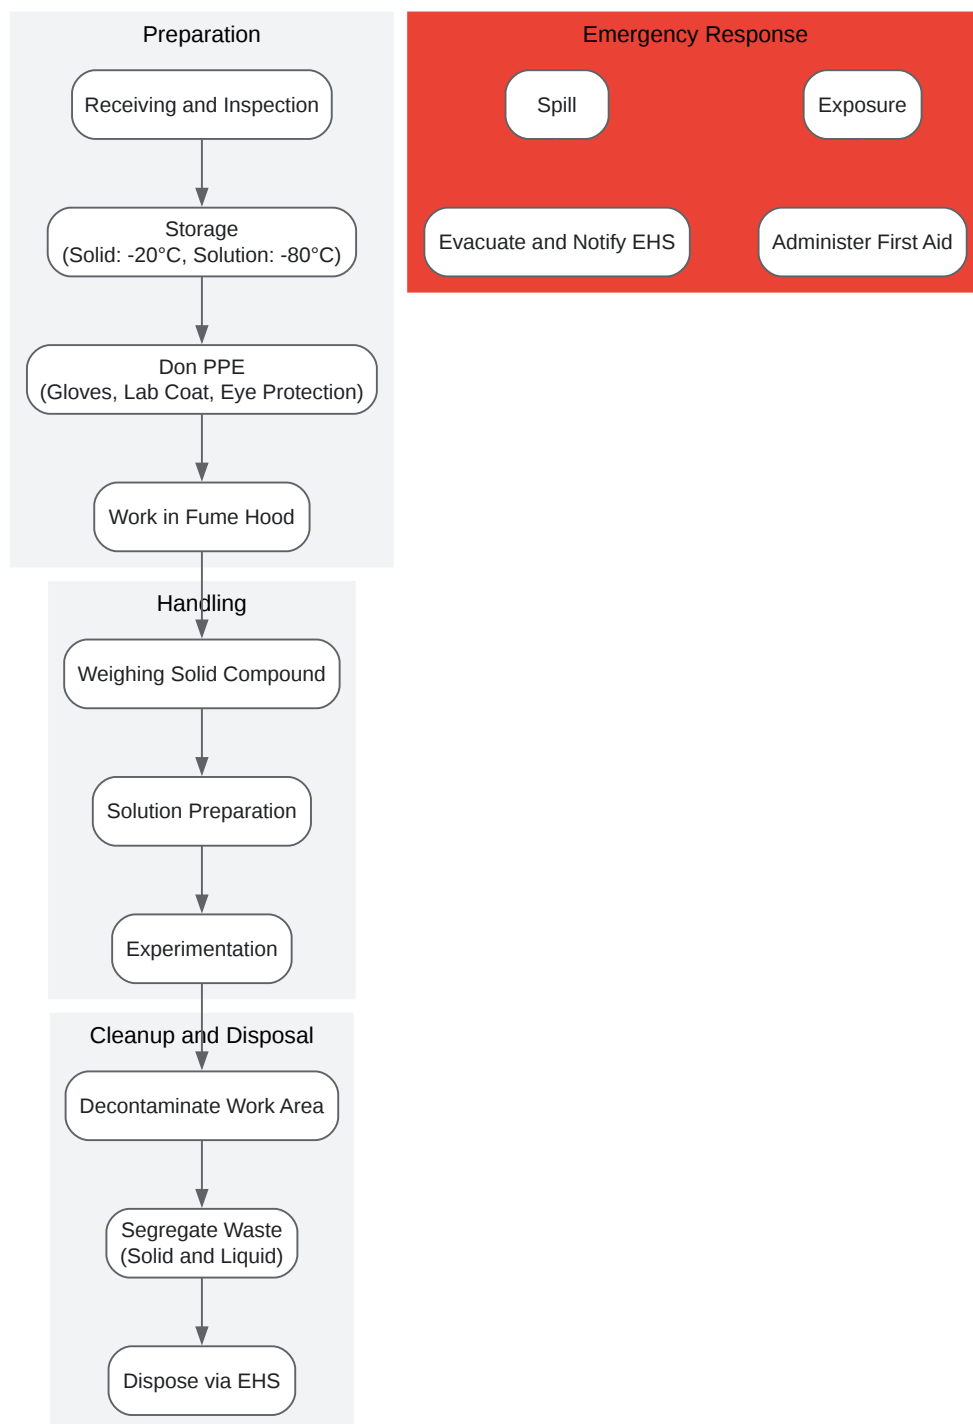 Preparation
Receiving and Inspection
Storage
(Solid: -20°C, Solution: -80°C)
Don PPE
(Gloves, Lab Coat, Eye Protection)
Work in Fume Hood
Handling
Weighing Solid Compound
Solution Preparation
Experimentation
Cleanup and Disposal
Decontaminate Work Area
Segregate Waste
(Solid and Liquid)
Dispose via EHS
Emergency Response
Spill
Exposure
Evacuate and Notify EHS
Administer First Aid